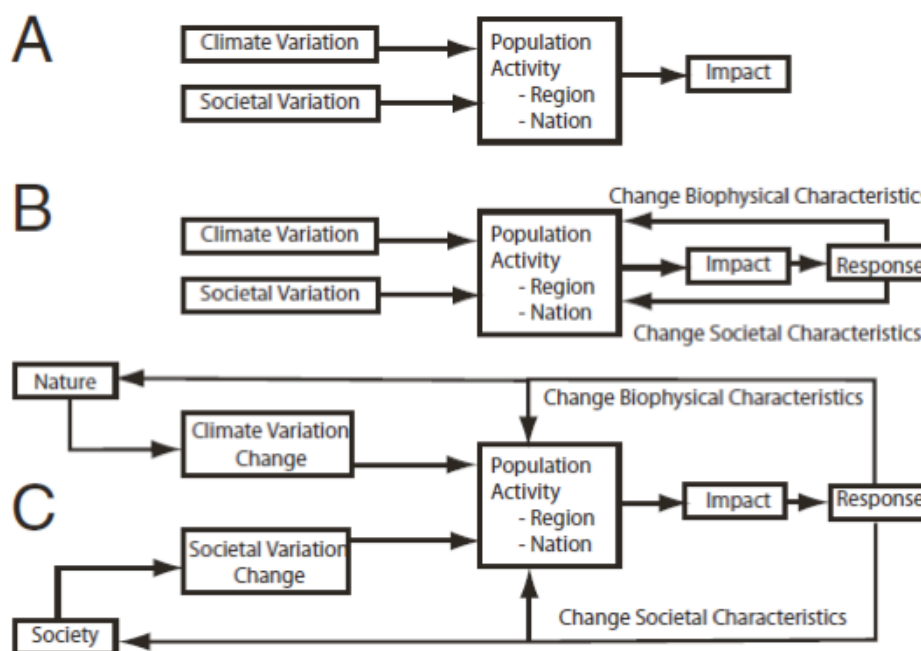 A
Climate Variation
Societal Variation
Population
Activity
- Region
- Nation
Impact
B
Climate Variation
Societal Variation
Population
Activity
- Region
- Nation
Change Biophysical Characteristics
Impact
Response
Change Societal Characteristics
C
Nature
Climate Variation
Change
Societal Variation
Change
Society
Change Biophysical Characteristics
Population
Activity
- Region
- Nation
Impact
Response
Change Societal Characteristics